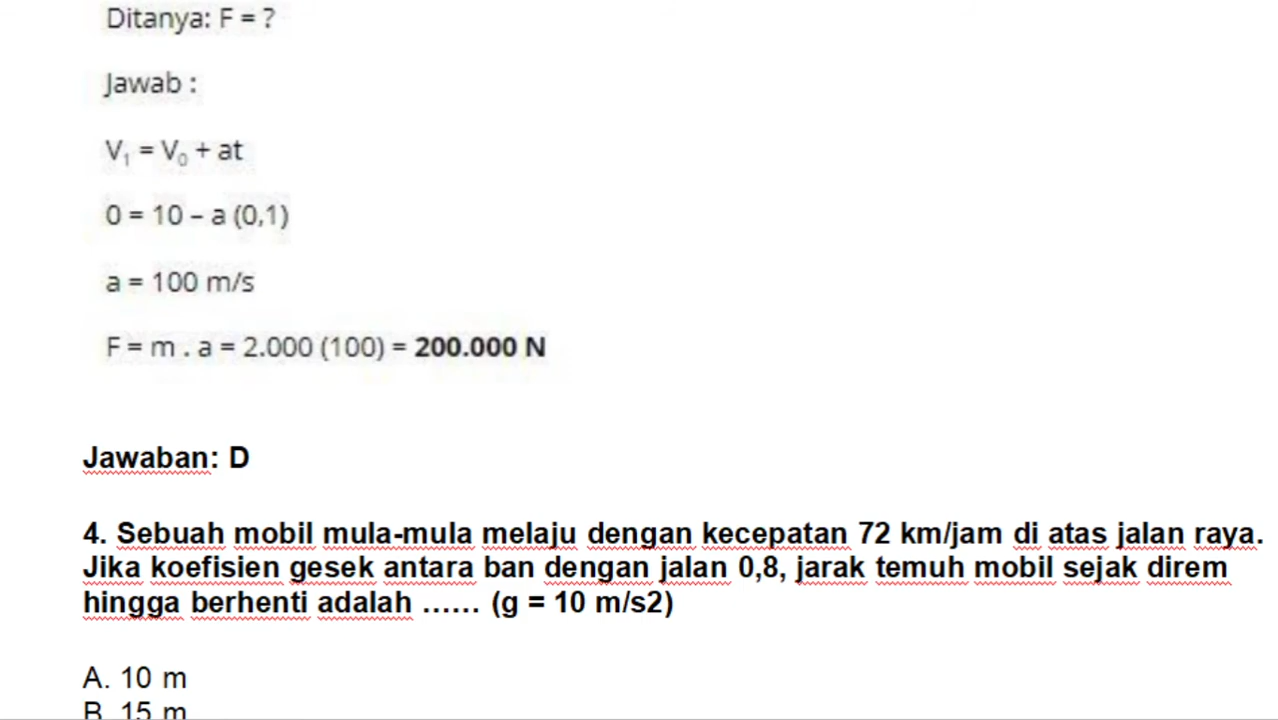 Ditanya: F = ?
Jawab :
V₁ = V₀ + at
0 = 10 – a (0,1)
a = 100 m/s
F = m . a = 2.000 (100) = 200.000 N
Jawaban: D
4. Sebuah mobil mula-mula melaju dengan kecepatan 72 km/jam di atas jalan raya.
Jika koefisien gesek antara ban dengan jalan 0,8, jarak temuh mobil sejak direm
hingga berhenti adalah …… (g = 10 m/s2)
A. 10 m
B. 15 m